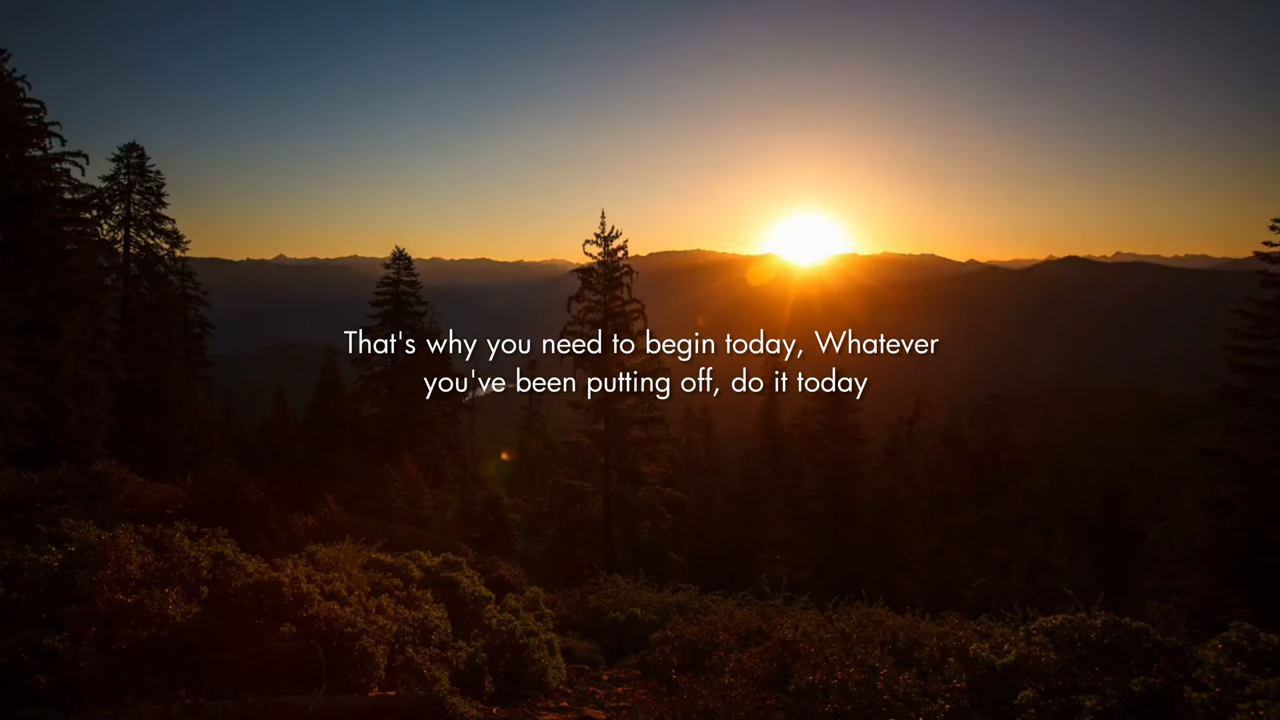 That's why you need to begin today, Whatever
you've been putting off, do it today